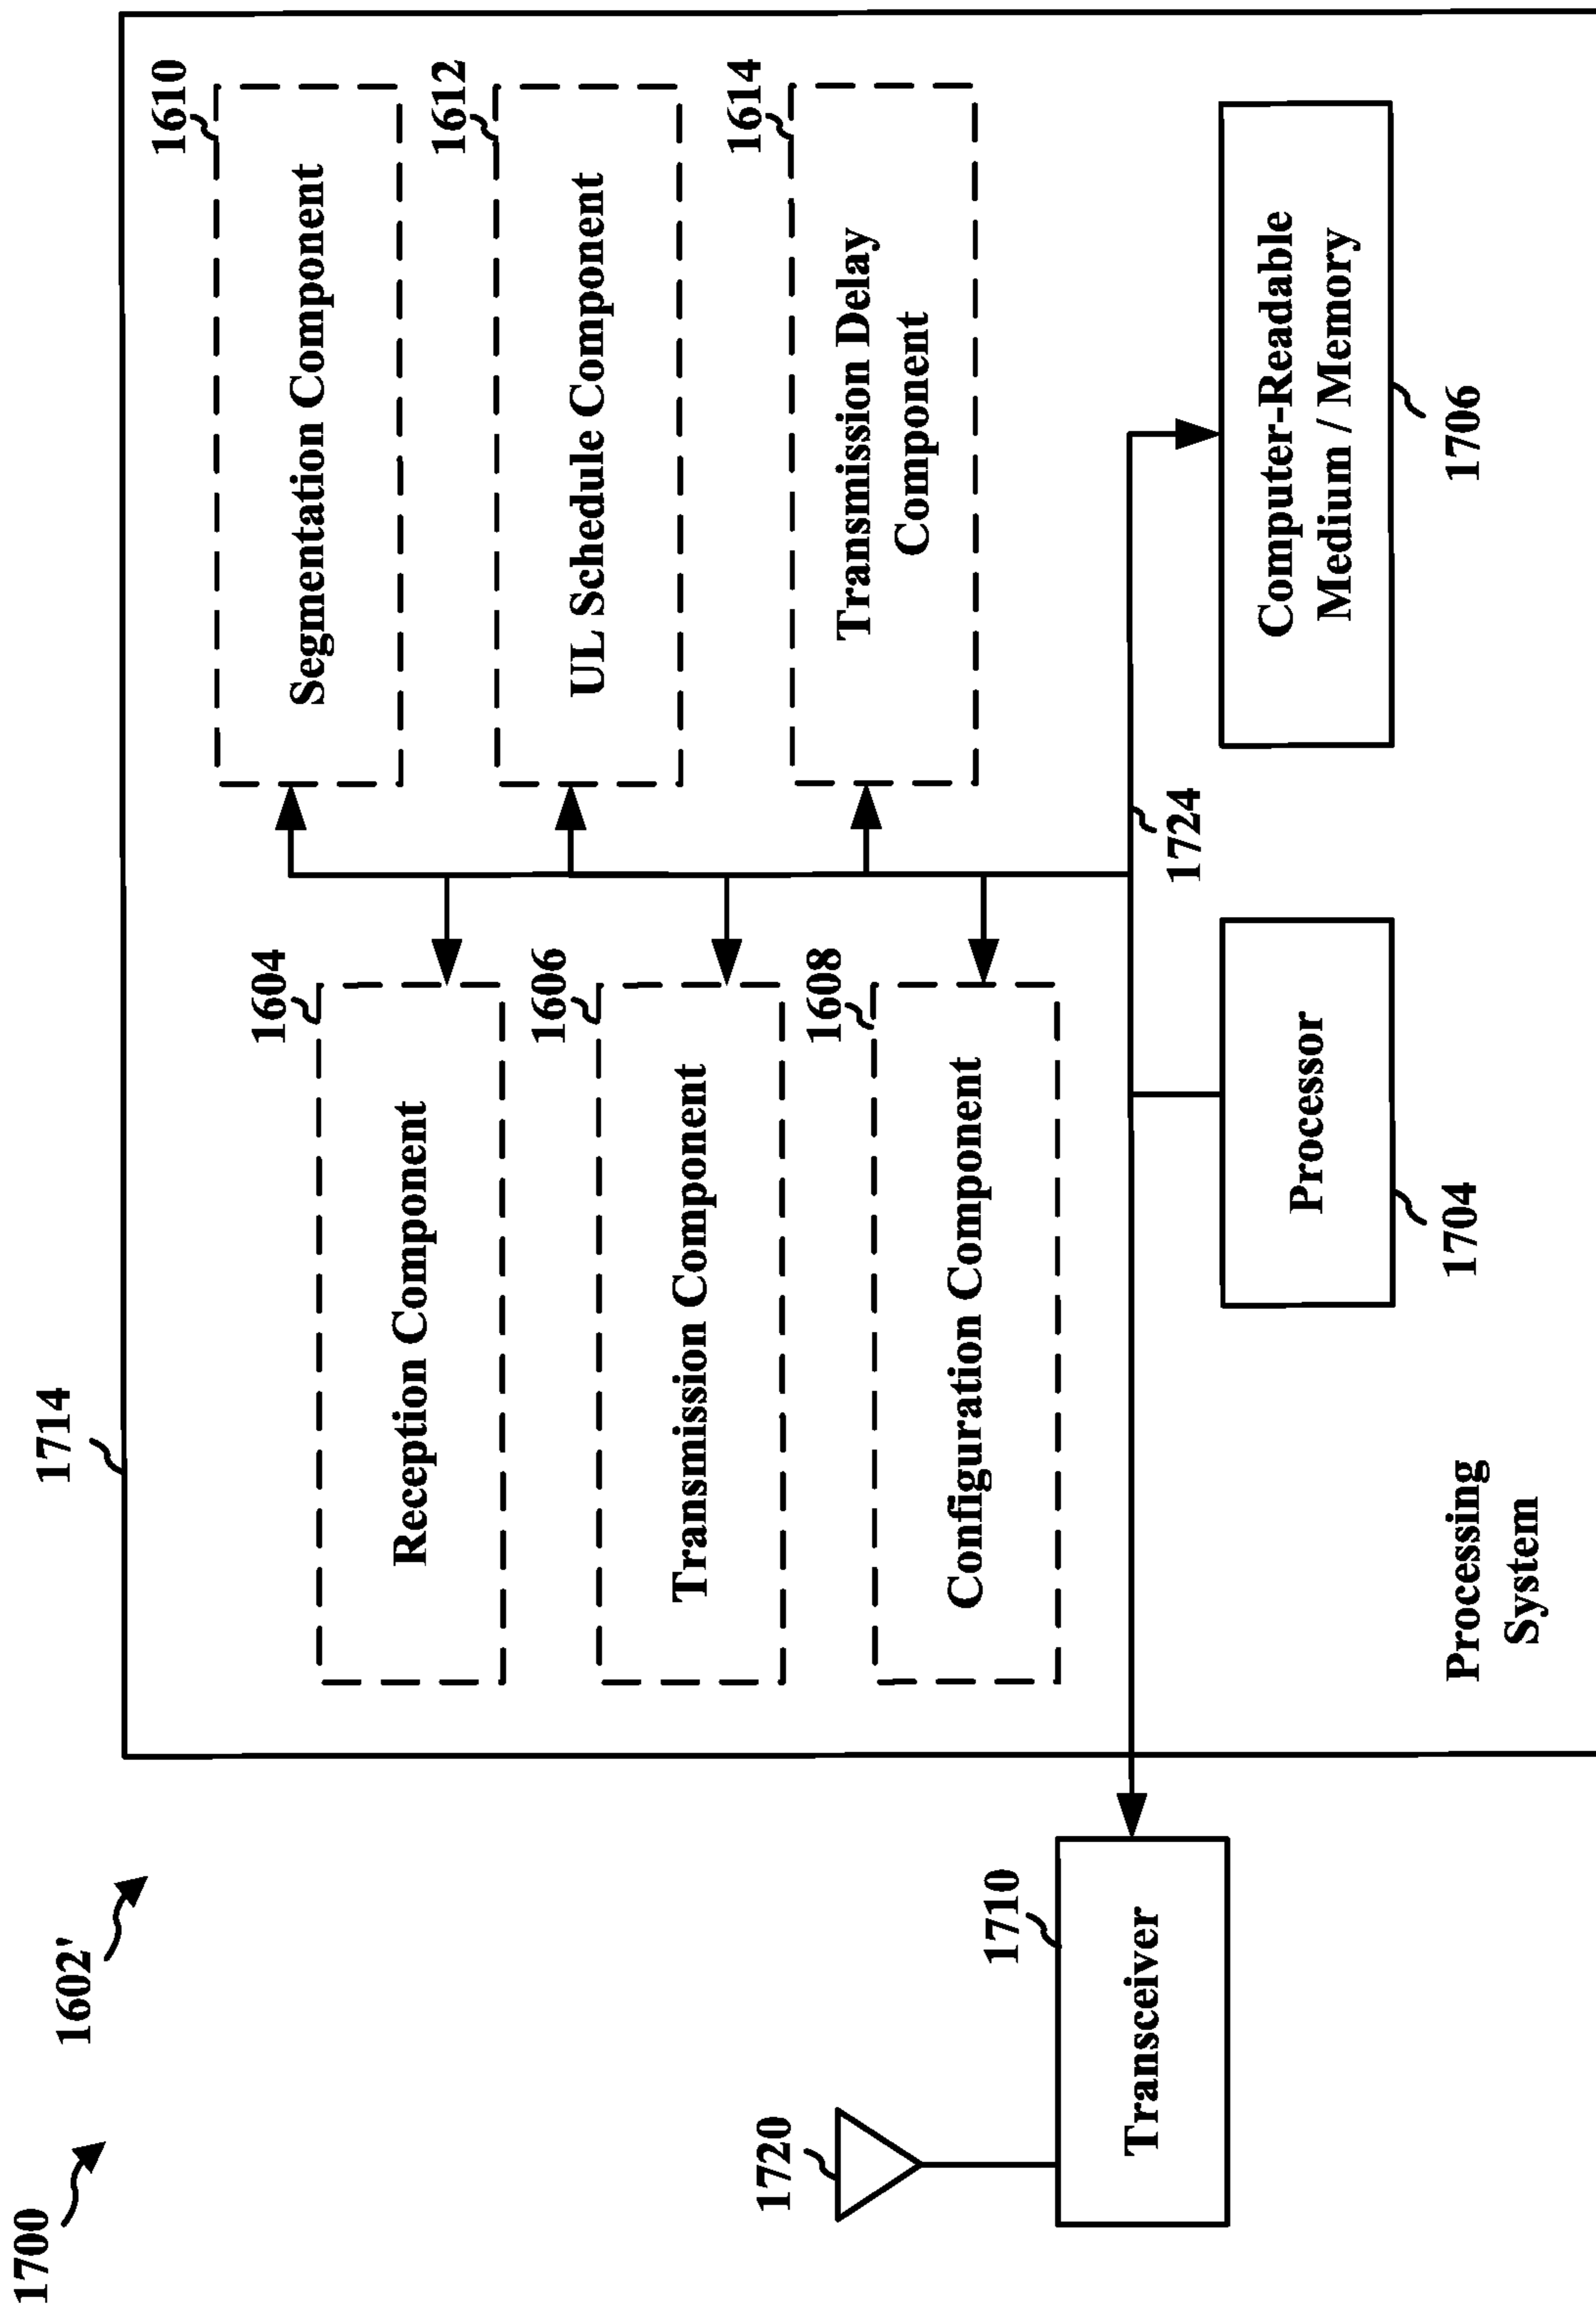 1700
1602'
1714
1604
Reception Component
1606
Transmission Component
1608
Configuration Component
1610
Segmentation Component
1612
UL Schedule Component
1614
Transmission Delay
Component
1720
1710
Transceiver
1724
Processor
1704
Computer-Readable
Medium / Memory
1706
Processing
System